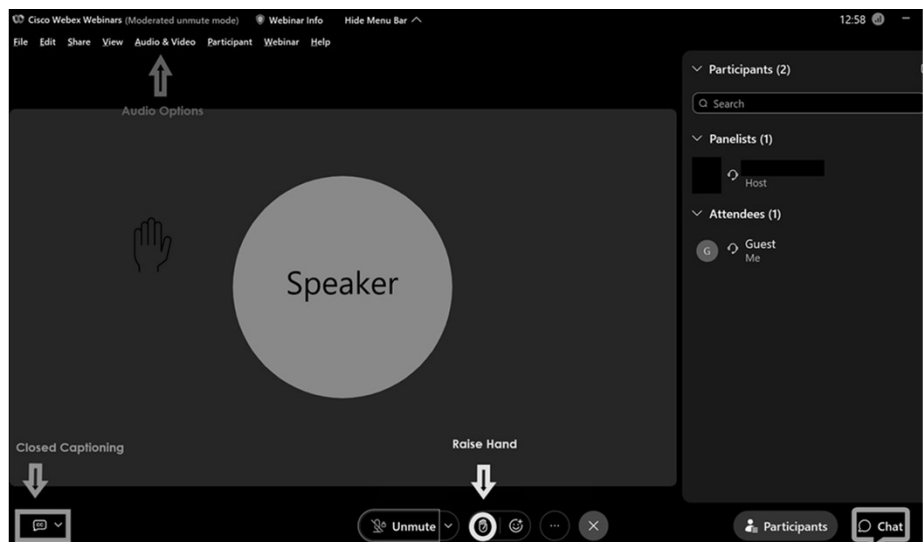 Cisco Webex Webinars (Moderated unmute mode) Webinar Info Hide Menu Bar 12:58
File Edit Share View Audio & Video Participant Webinar Help
Audio Options
Participants (2)
Search
Panelists (1)
Host
Attendees (1)
G Guest
Me
Speaker
Closed Captioning
Raise Hand
CC Unmute Participants Chat